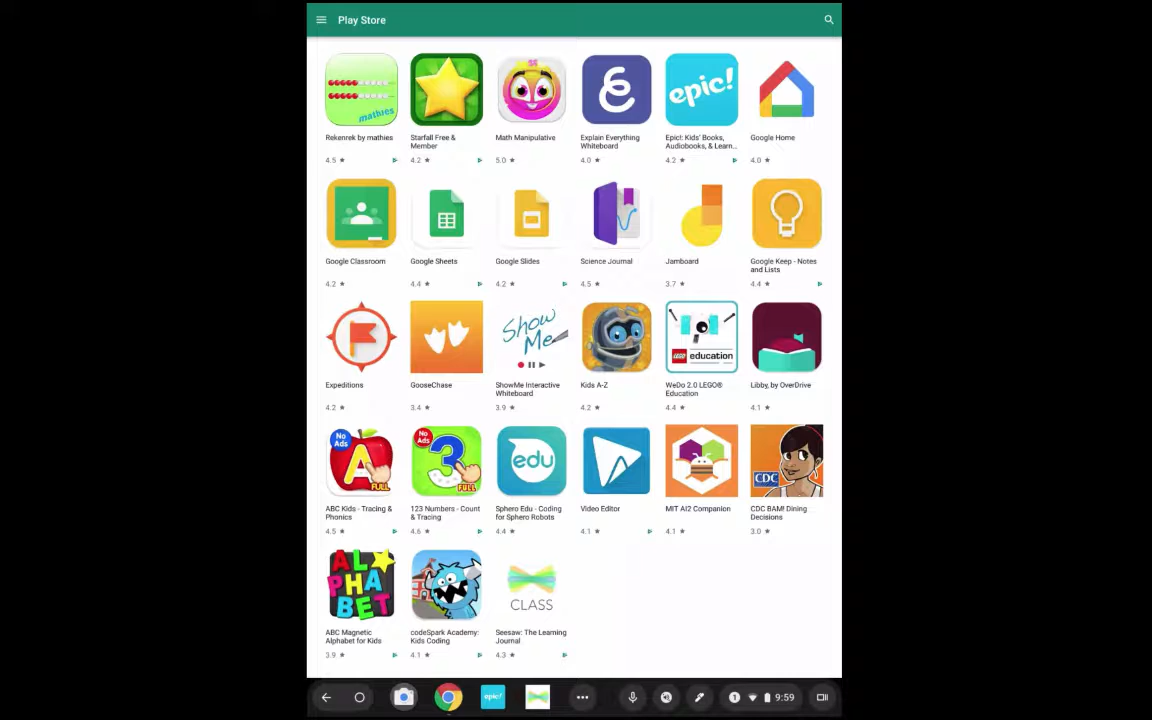 Play Store
mathies
epic!
Rekenrek by mathies
Starfall Free &
Member
Math Manipulative
Explain Everything
Whiteboard
Epic!: Kids' Books,
Audiobooks, & Learn...
Google Home
4.5 ★
4.2 ★
5.0 ★
4.0 ★
4.2 ★
4.0 ★
Google Classroom
Google Sheets
Google Slides
Science Journal
Jamboard
Google Keep - Notes
and Lists
4.2 ★
4.4 ★
4.2 ★
4.5 ★
3.7 ★
4.4 ★
Show
Me
LEGO education
Expeditions
GooseChase
ShowMe Interactive
Whiteboard
Kids A-Z
WeDo 2.0 LEGO®
Education
Libby, by OverDrive
4.2 ★
3.4 ★
3.9 ★
4.2 ★
4.4 ★
4.1 ★
No
Ads
A
FULL
No
Ads
3
FULL
edu
CDC
ABC Kids - Tracing &
Phonics
123 Numbers - Count
& Tracing
Sphero Edu - Coding
for Sphero Robots
Video Editor
MIT AI2 Companion
CDC BAM! Dining
Decisions
4.5 ★
4.6 ★
4.4 ★
4.1 ★
4.1 ★
3.0 ★
AL
PHA
BET
CLASS
ABC Magnetic
Alphabet for Kids
codeSpark Academy:
Kids Coding
Seesaw: The Learning
Journal
3.9 ★
4.1 ★
4.3 ★
epic!
1
9:59